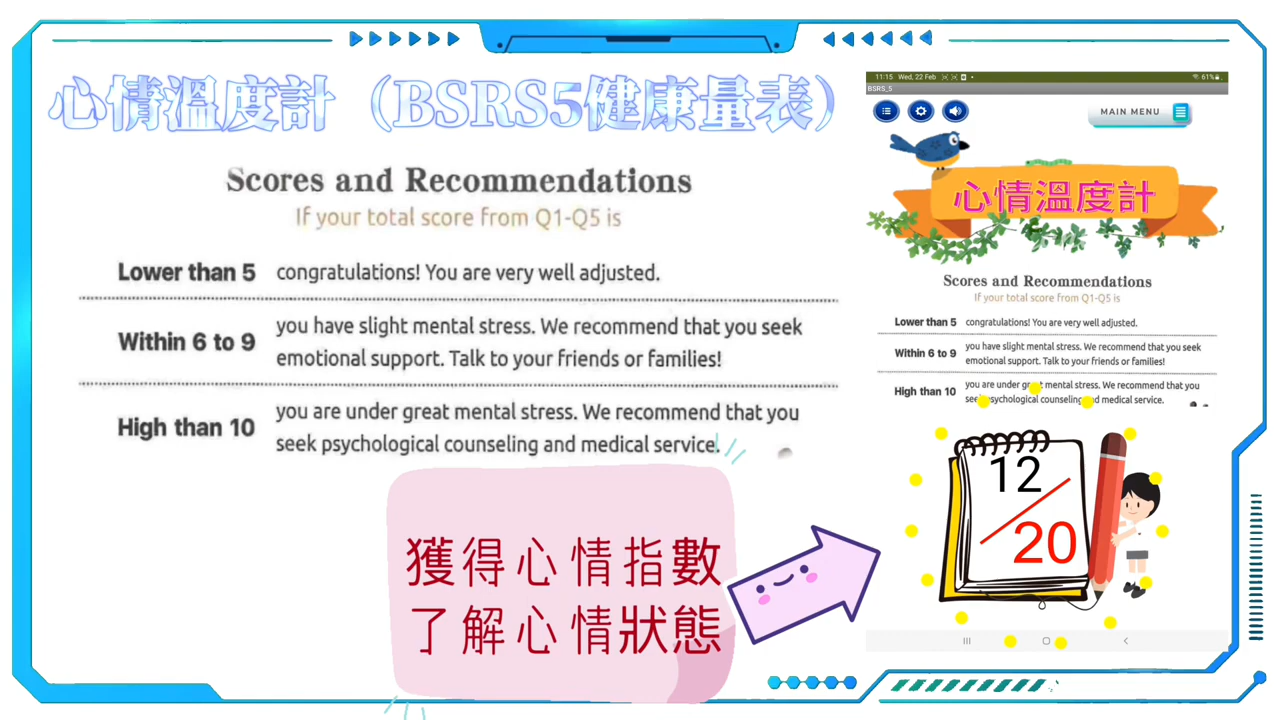 心情溫度計（BSRS5健康量表）
Scores and Recommendations
If your total score from Q1-Q5 is
Lower than 5 congratulations! You are very well adjusted.
Within 6 to 9 you have slight mental stress. We recommend that you seek
emotional support. Talk to your friends or families!
High than 10 you are under great mental stress. We recommend that you
seek psychological counseling and medical service.
獲得心情指數
了解心情狀態
11:15 Wed, 22 Feb
61%
BSRS_5
MAIN MENU
心情溫度計
Scores and Recommendations
If your total score from Q1-Q5 is
Lower than 5 congratulations! You are very well adjusted.
Within 6 to 9 you have slight mental stress. We recommend that you seek
emotional support. Talk to your friends or families!
High than 10 you are under great mental stress. We recommend that you
seek psychological counseling and medical service.
12
20